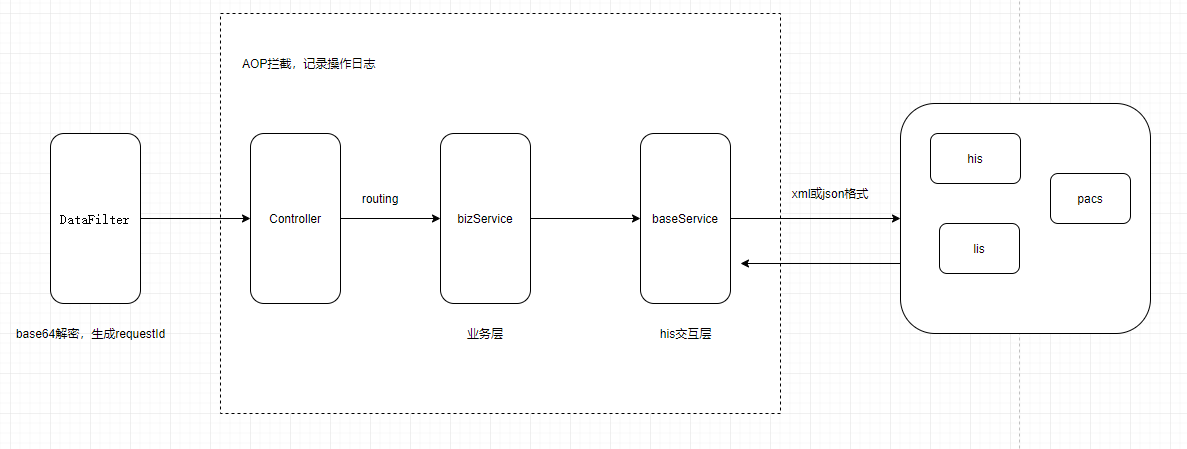 AOP拦截，记录操作日志
DataFilter
Controller
routing
bizService
baseService
xml或json格式
his
pacs
lis
base64解密，生成requestId
业务层
his交互层